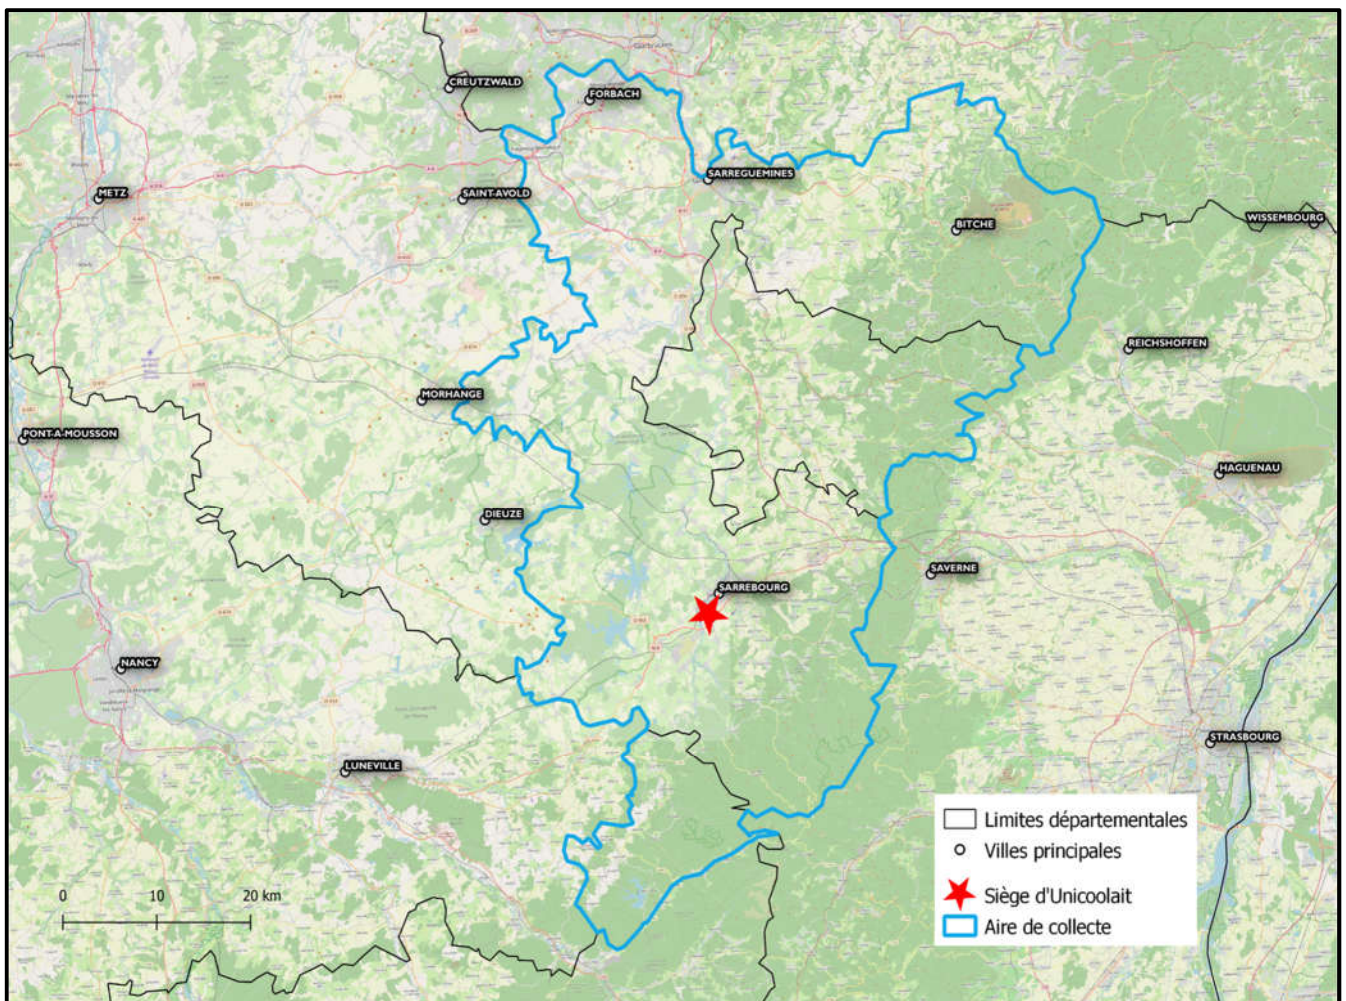 CREUTZWALD
FORBACH
METZ
SAINT-AVOLD
SARREGUEMINES
BITCHE
WISSEMBOURG
REICHSHOFFEN
MORHANGE
PONT-A-MOUSSON
HAGUENAU
DIEUZE
SAVERNE
SARREBOURG
NANCY
STRASBOURG
LUNEVILLE
0 10 20 km
Limites départementales
Villes principales
Siège d'Unicoolait
Aire de collecte